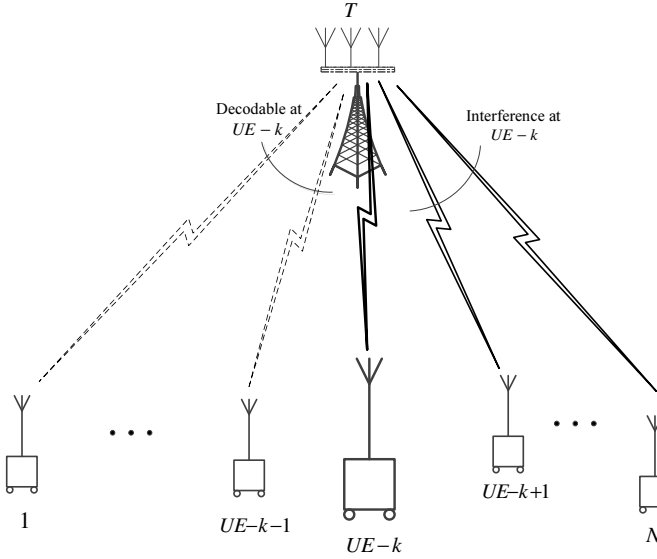 T
Decodable at
UE – k
Interference at
UE – k
1
UE–k–1
UE – k
UE–k+1
N